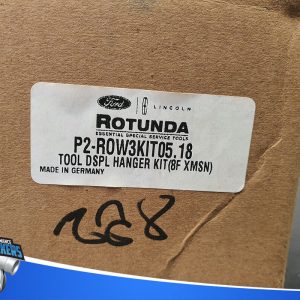 Ford
LINCOLN
ROTUNDA
ESSENTIAL SPECIAL SERVICE TOOLS
P2-ROW3KIT05.18
TOOL DSPL HANGER KIT(8F XMSN)
MADE IN GERMANY
228